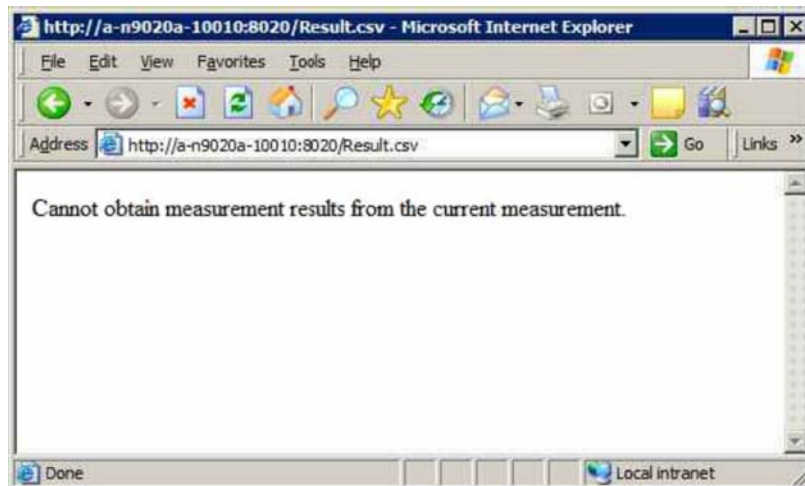 http://a-n9020a-10010:8020/Result.csv - Microsoft Internet Explorer
File Edit View Favorites Tools Help
Address http://a-n9020a-10010:8020/Result.csv Go Links »
Cannot obtain measurement results from the current measurement.
Done Local intranet